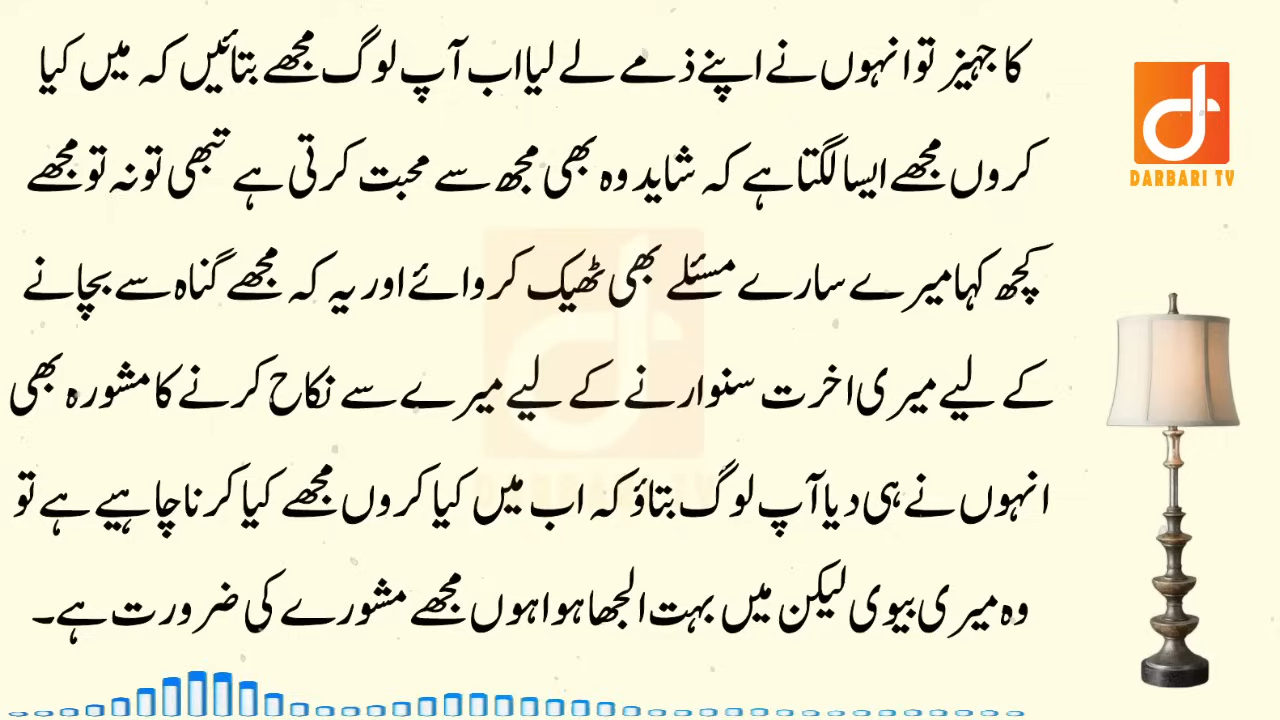 کا جہیز تو انہوں نے اپنے ذمے لے لیا اب آپ لوگ مجھے بتائیں کہ میں کیا
کروں مجھے ایسا لگتا ہے کہ شاید وہ بھی مجھ سے محبت کرتی ہے تبھی تو نہ تو مجھے
کچھ کہا میرے سارے مسئلے بھی ٹھیک کروائے اور یہ کہ مجھے گناہ سے بچانے
کے لیے میری اخرت سنوارنے کے لیے میرے سے نکاح کرنے کا مشورہ بھی
انہوں نے ہی دیا آپ لوگ بتاؤ کہ اب میں کیا کروں مجھے کیا کرنا چاہیے ہے تو
وہ میری بیوی لیکن میں بہت الجھا ہوا ہوں مجھے مشورے کی ضرورت ہے۔
DARBARI TV